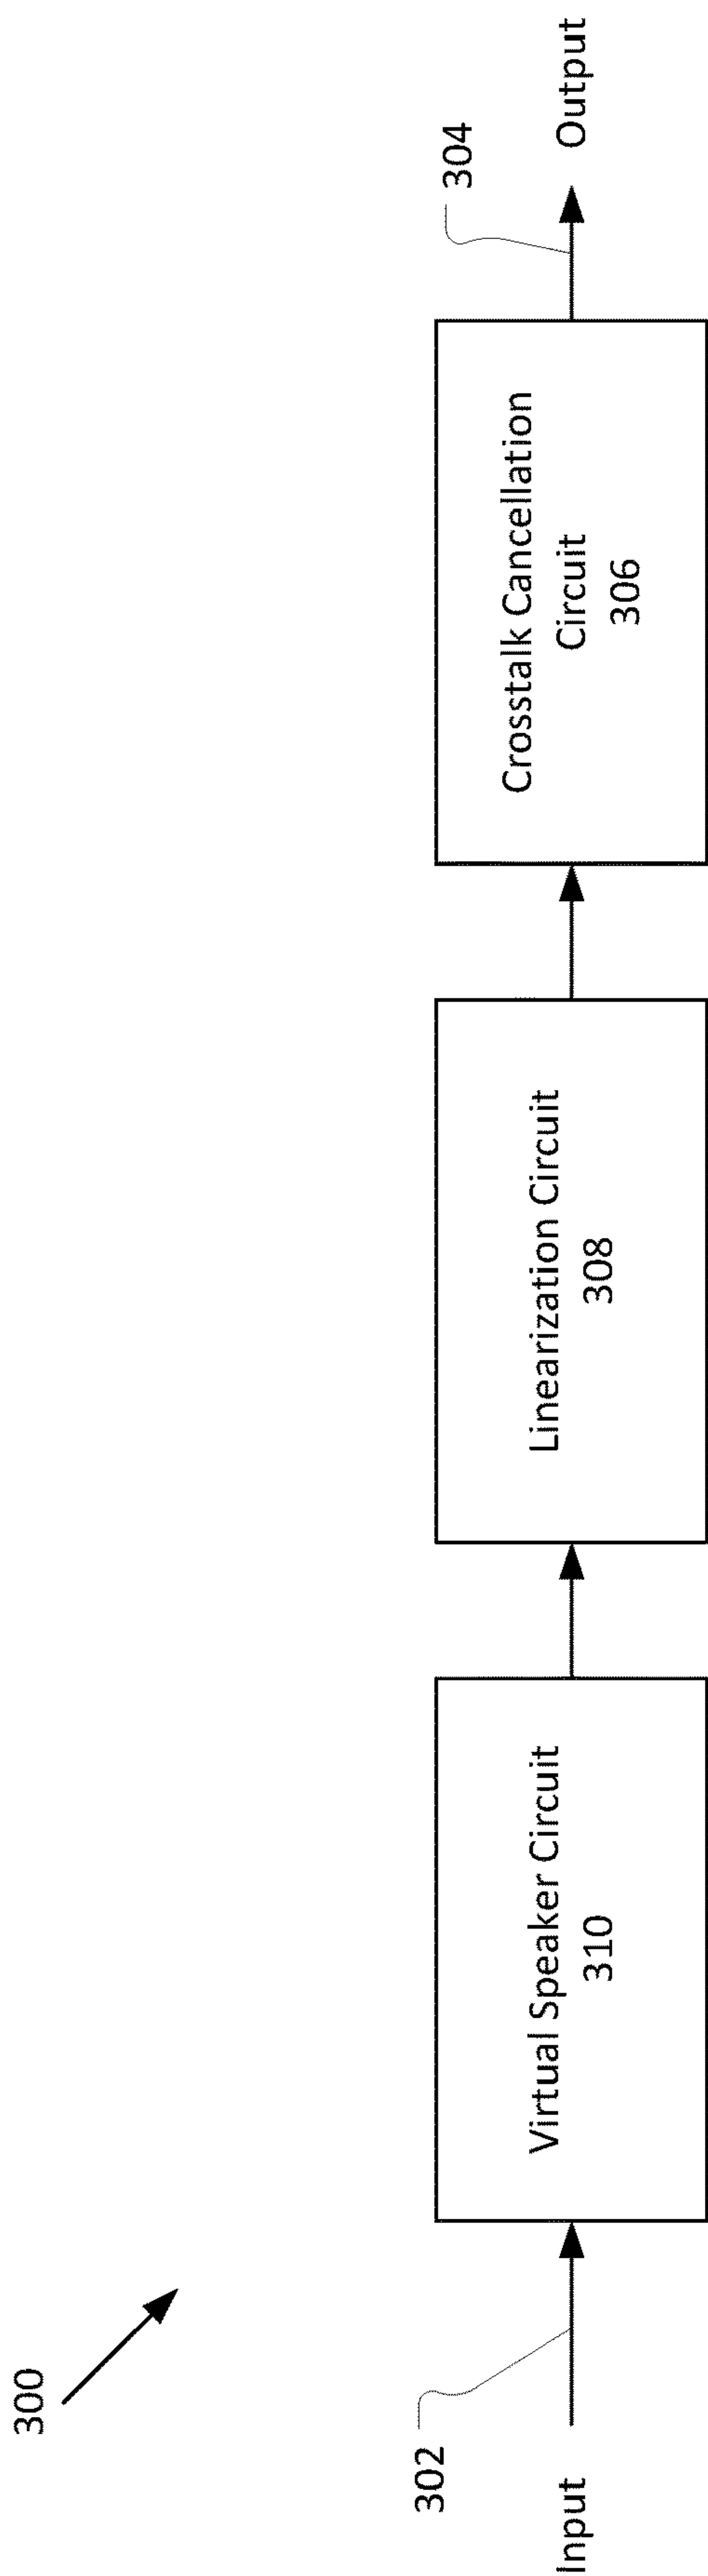 300
302
304
Input
Virtual Speaker Circuit
310
Linearization Circuit
308
Crosstalk Cancellation
Circuit
306
Output